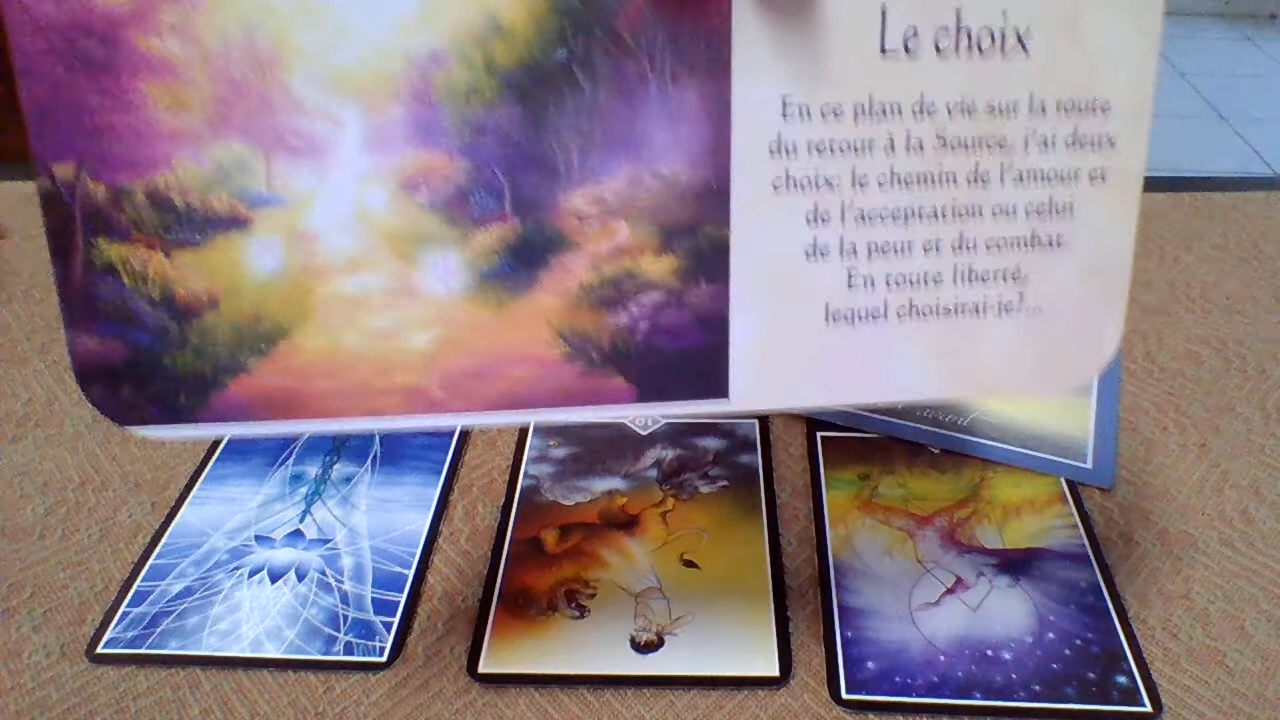 Le choix
En ce plan de vie sur la route
du retour à la Source, j'ai deux
choix: le chemin de l'amour et
de l'acceptation ou celui
de la peur et du combat.
En toute liberté,
lequel choisirai-je?...
avant